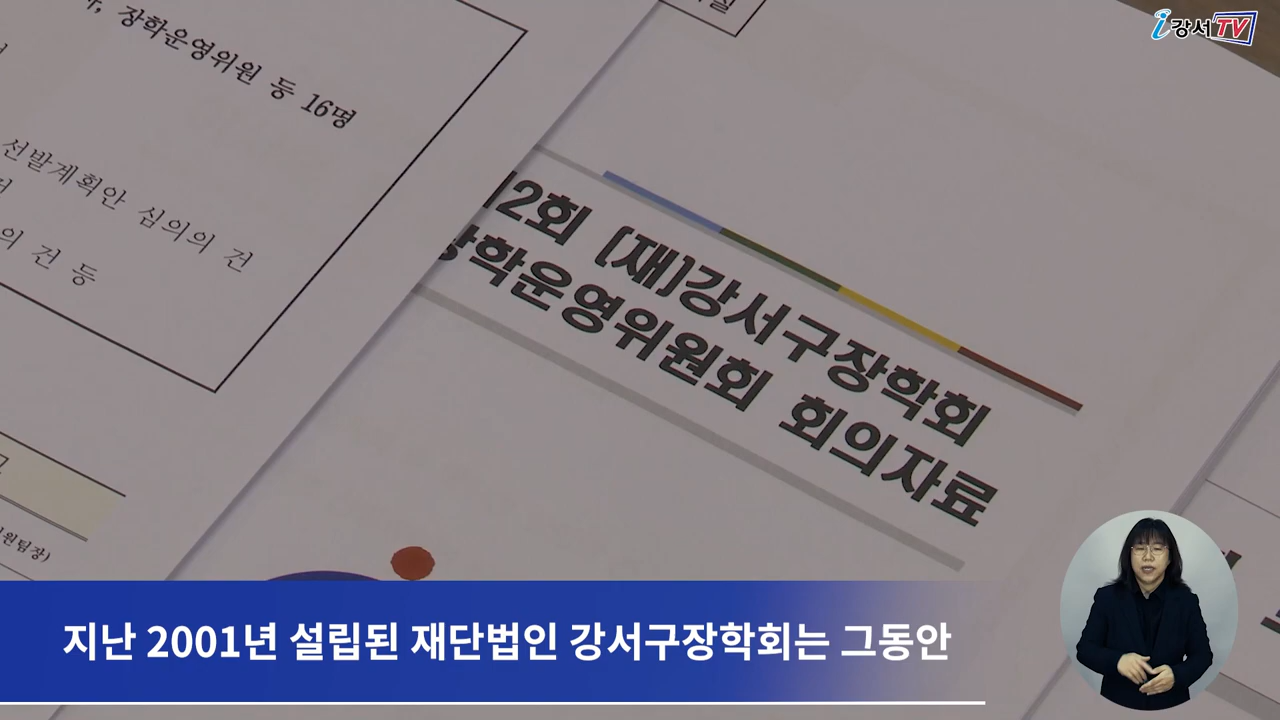 장학운영위원 등 16명
선발계획안 심의의 건
의 건 등
i강서TV
12회 (재)강서구장학회
장학운영위원회 회의자료
지난 2001년 설립된 재단법인 강서구장학회는 그동안